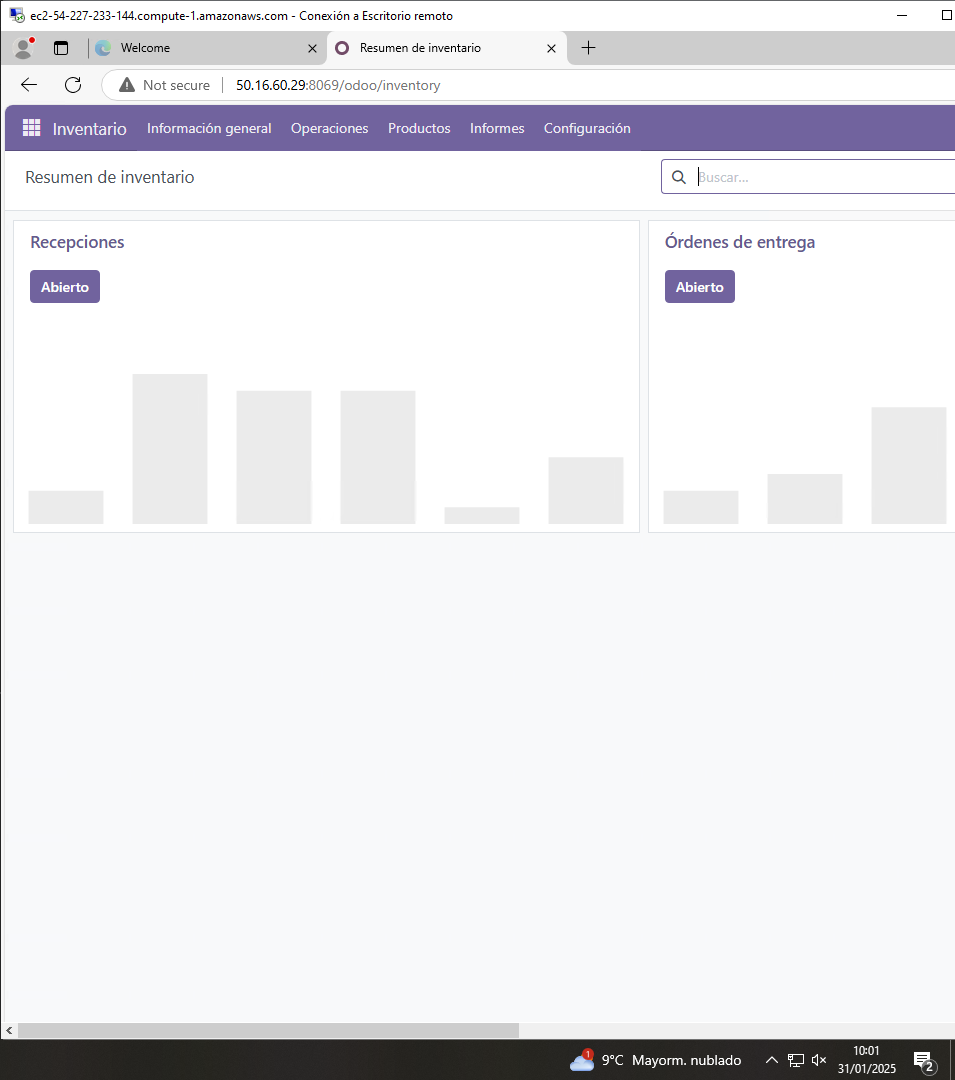 ec2-54-227-233-144.compute-1.amazonaws.com - Conexión a Escritorio remoto
Welcome
Resumen de inventario
Not secure
50.16.60.29:8069/odoo/inventory
Inventario
Información general
Operaciones
Productos
Informes
Configuración
Resumen de inventario
Buscar...
Recepciones
Órdenes de entrega
Abierto
Abierto
1
9°C Mayorm. nublado
10:01
31/01/2025
2